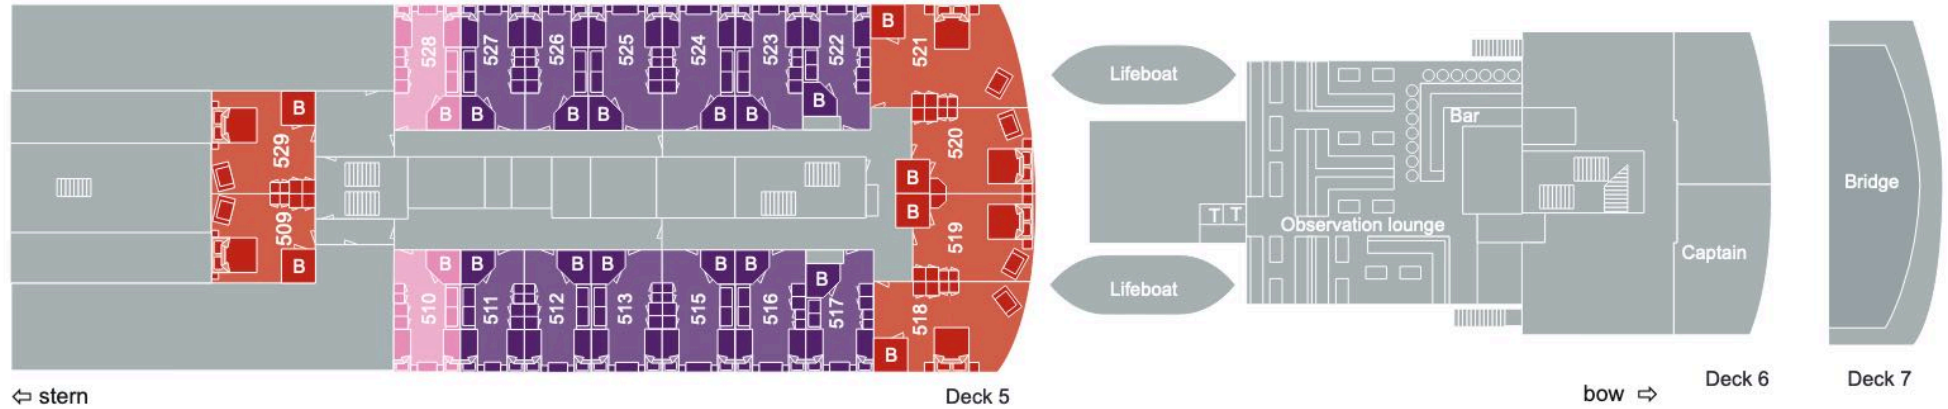 528
527
526
525
524
523
522
B
521
B B B B B B
B
529
520
B
B
509
519
B
B B B B B B
B
510
511
512
513
515
516
517
518
B
Lifeboat
Lifeboat
Bar
T T
Observation lounge
Captain
Bridge
⇦ stern
Deck 5
bow ⇨
Deck 6
Deck 7